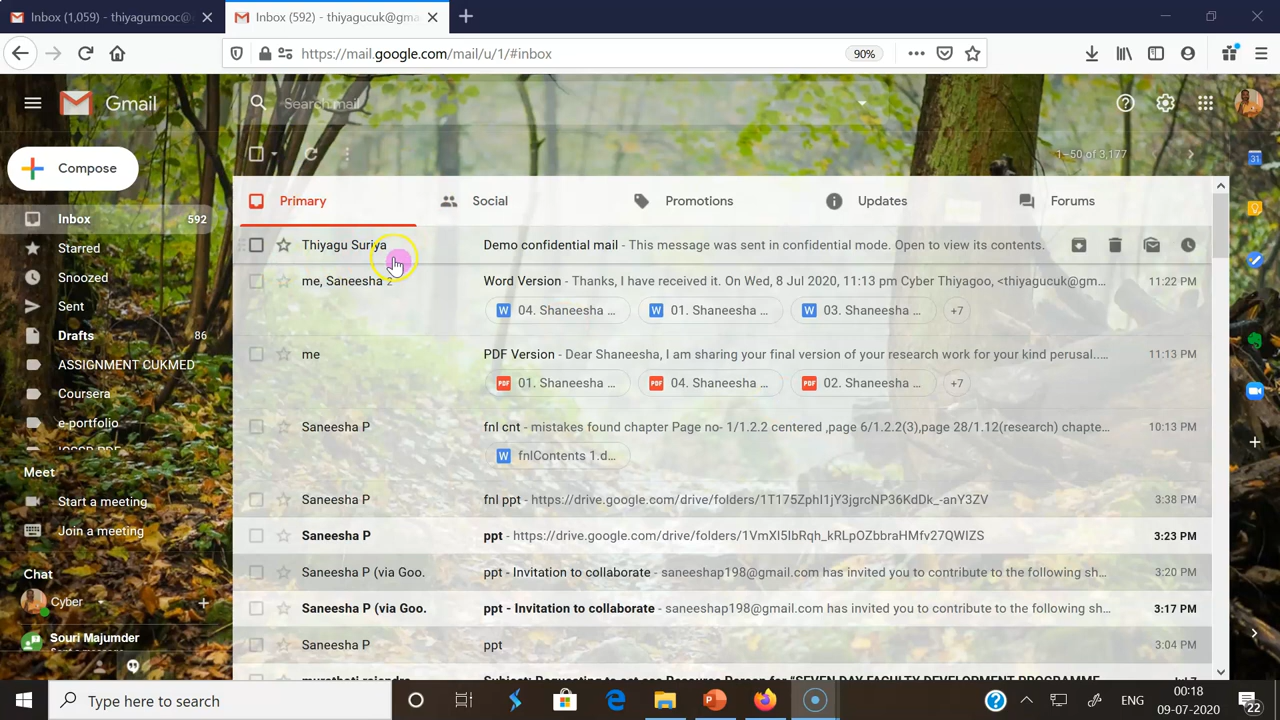 Inbox (1,059) - thiyagumooc@
Inbox (592) - thiyagucuk@gma
https://mail.google.com/mail/u/1/#inbox
90%
Gmail
Search mail
Compose
1–50 of 3,177
Inbox 592
Starred
Snoozed
Sent
Drafts 86
ASSIGNMENT CUKMED
Coursera
e-portfolio
Meet
Start a meeting
Join a meeting
Chat
Cyber
Souri Majumder
Primary
Social
Promotions
Updates
Forums
Thiyagu Suriya Demo confidential mail - This message was sent in confidential mode. Open to view its contents.
me, Saneesha 2 Word Version - Thanks, I have received it. On Wed, 8 Jul 2020, 11:13 pm Cyber Thiyagoo, <thiyagucuk@gm... 11:22 PM
04. Shaneesha ... 01. Shaneesha ... 03. Shaneesha ... +7
me PDF Version - Dear Shaneesha, I am sharing your final version of your research work for your kind perusal.... 11:13 PM
01. Shaneesha ... 04. Shaneesha ... 02. Shaneesha ... +7
Saneesha P fnl cnt - mistakes found chapter Page no- 1/1.2.2 centered ,page 6/1.2.2(3),page 28/1.12(research) chapte... 10:13 PM
fnlContents 1.d...
Saneesha P fnl ppt - https://drive.google.com/drive/folders/1T175Zphl1jY3jgrcNP36KdDk_-anY3ZV 3:38 PM
Saneesha P ppt - https://drive.google.com/drive/folders/1VmXI5IbRqh_kRLpOZbbraHMfv27QWIZS 3:23 PM
Saneesha P (via Goo. ppt - Invitation to collaborate - saneeshap198@gmail.com has invited you to contribute to the following sh... 3:20 PM
Saneesha P (via Goo. ppt - Invitation to collaborate - saneeshap198@gmail.com has invited you to contribute to the following sh... 3:17 PM
Saneesha P ppt 3:04 PM
Type here to search
ENG
00:18
09-07-2020
22